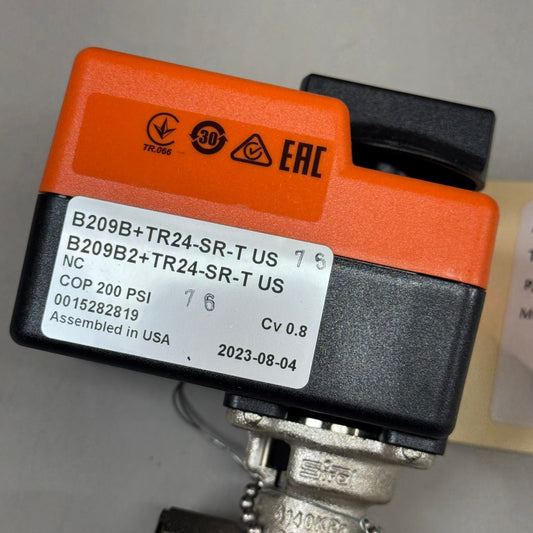 TR.066
30
EAC
B209B+TR24-SR-T US 76
B209B2+TR24-SR-T US
NC
COP 200 PSI 76
0015282819
Cv 0.8
Assembled in USA
2023-08-04